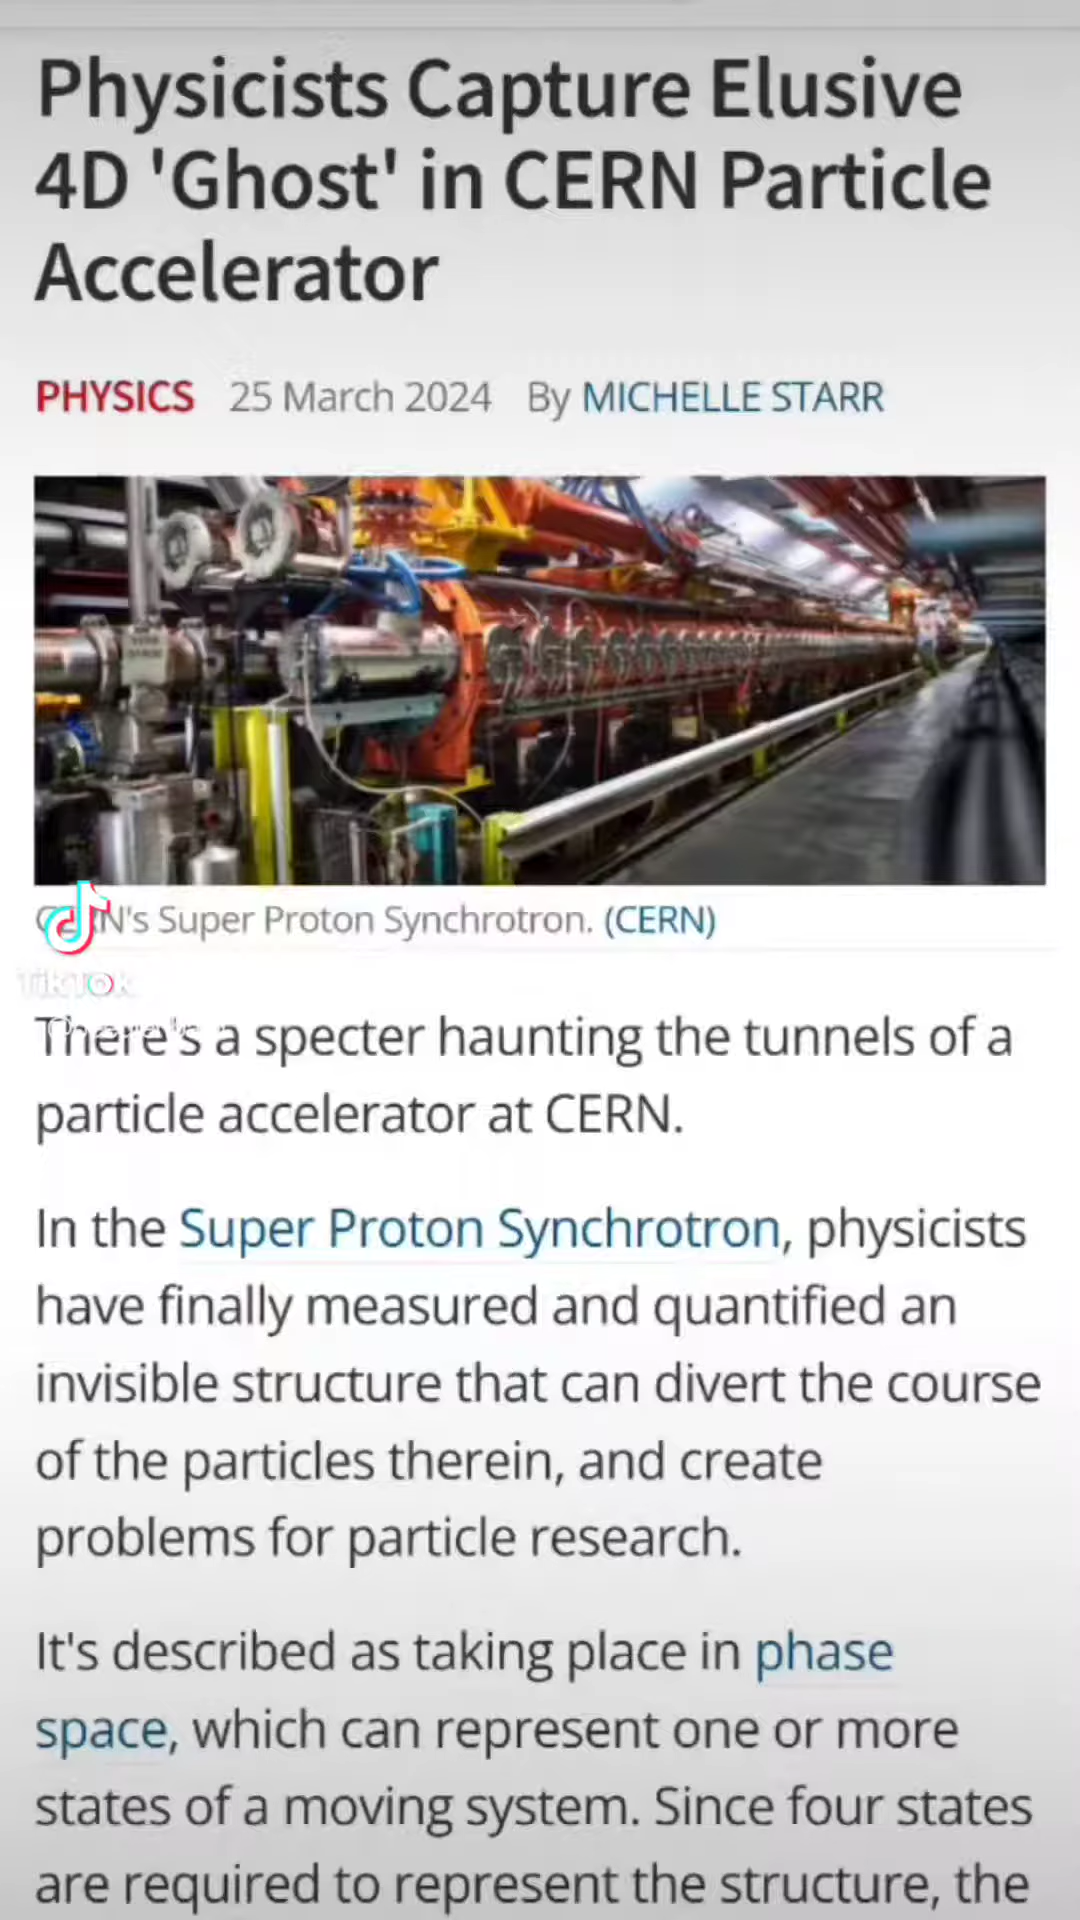 Physicists Capture Elusive
4D 'Ghost' in CERN Particle
Accelerator
PHYSICS 25 March 2024 By MICHELLE STARR
CERN's Super Proton Synchrotron. (CERN)
TikTok
There's a specter haunting the tunnels of a
particle accelerator at CERN.
In the Super Proton Synchrotron, physicists
have finally measured and quantified an
invisible structure that can divert the course
of the particles therein, and create
problems for particle research.
It's described as taking place in phase
space, which can represent one or more
states of a moving system. Since four states
are required to represent the structure, the